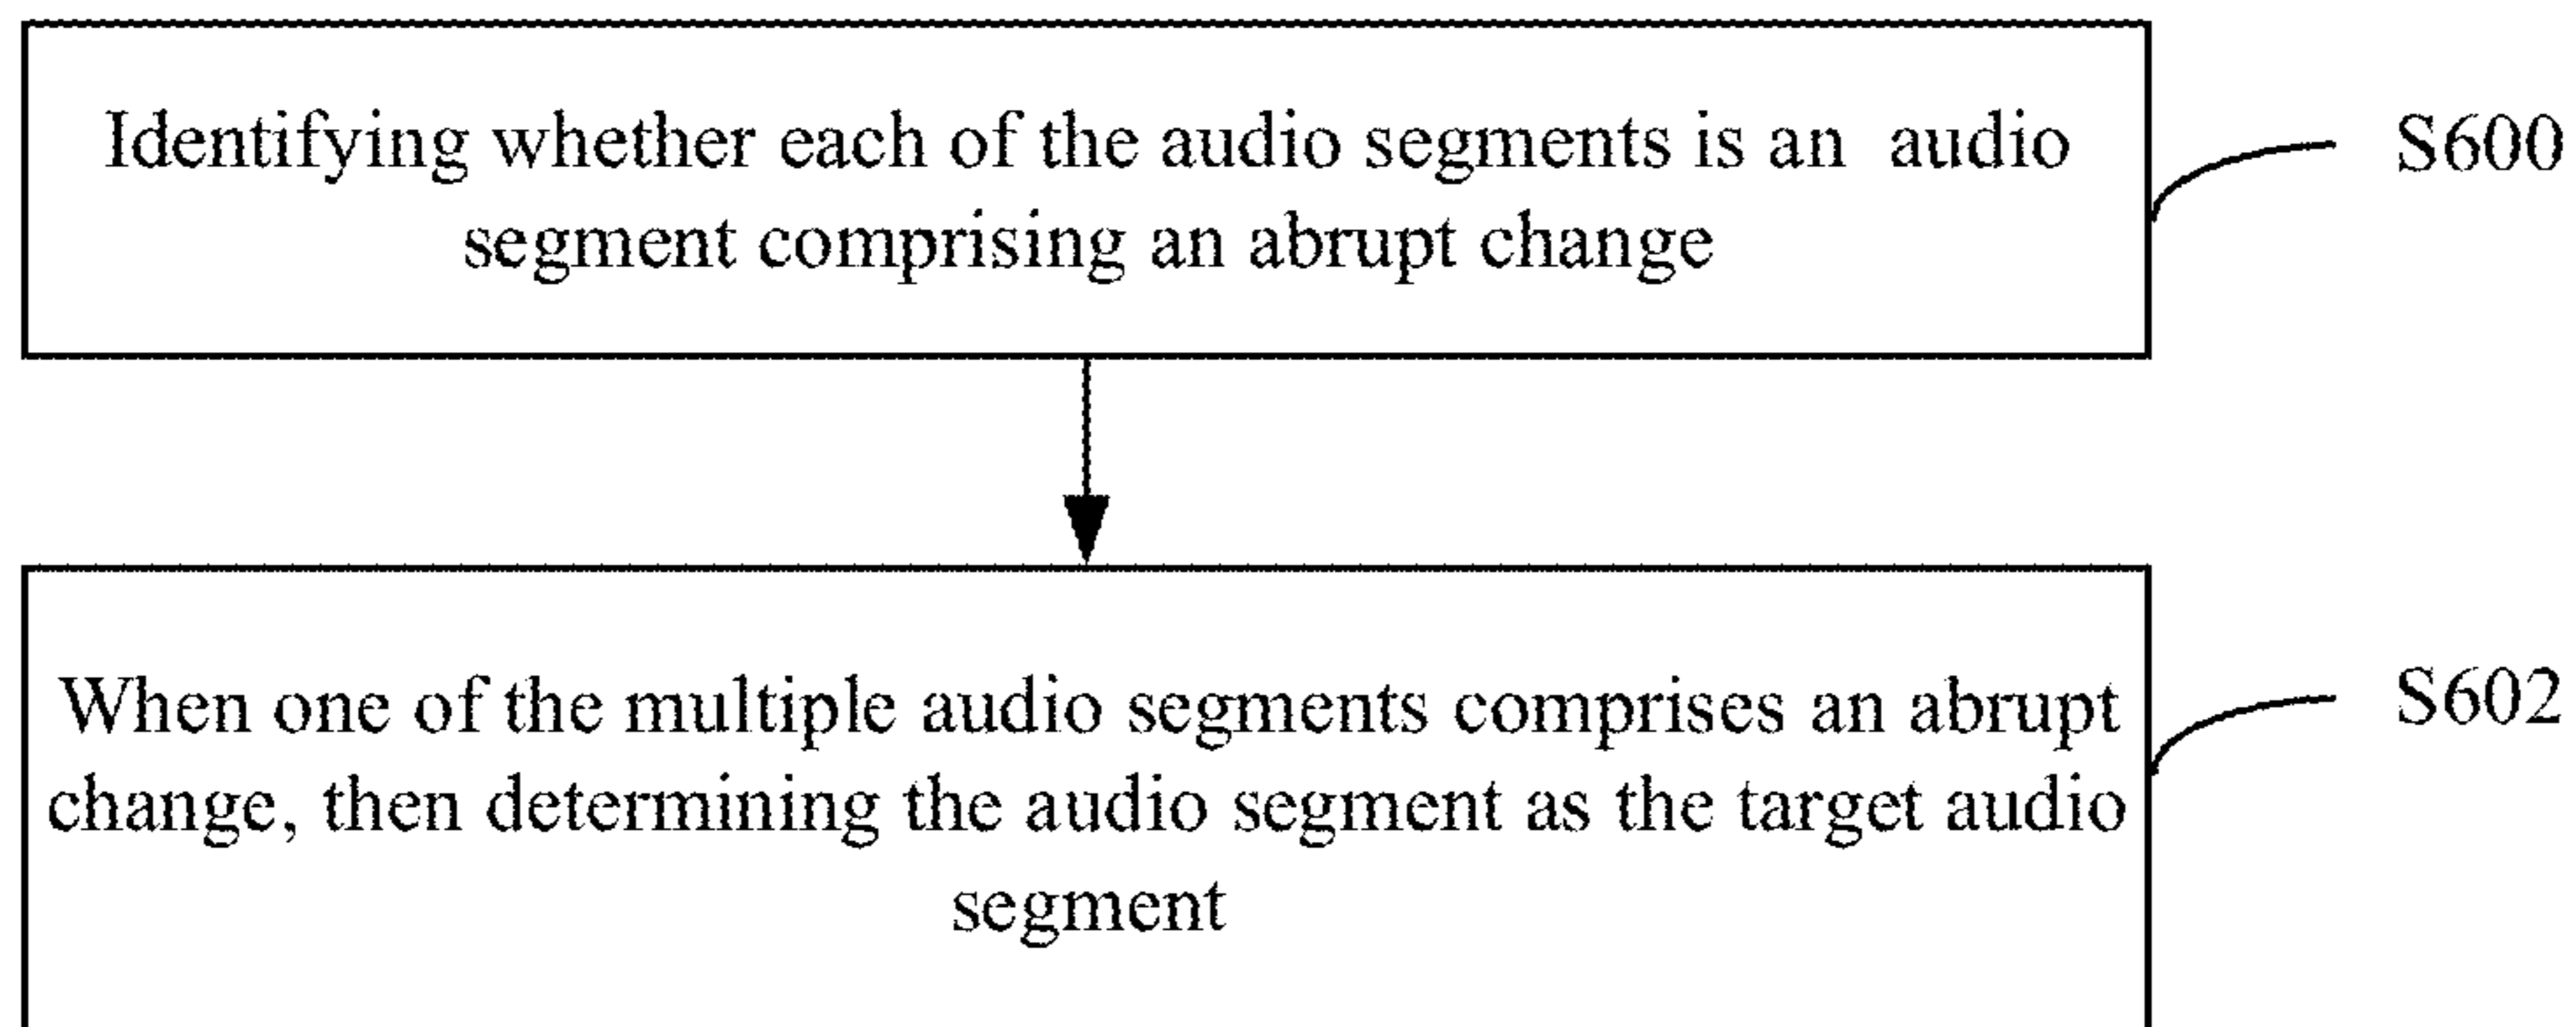 Identifying whether each of the audio segments is an audio
segment comprising an abrupt change
S600
When one of the multiple audio segments comprises an abrupt
change, then determining the audio segment as the target audio
segment
S602